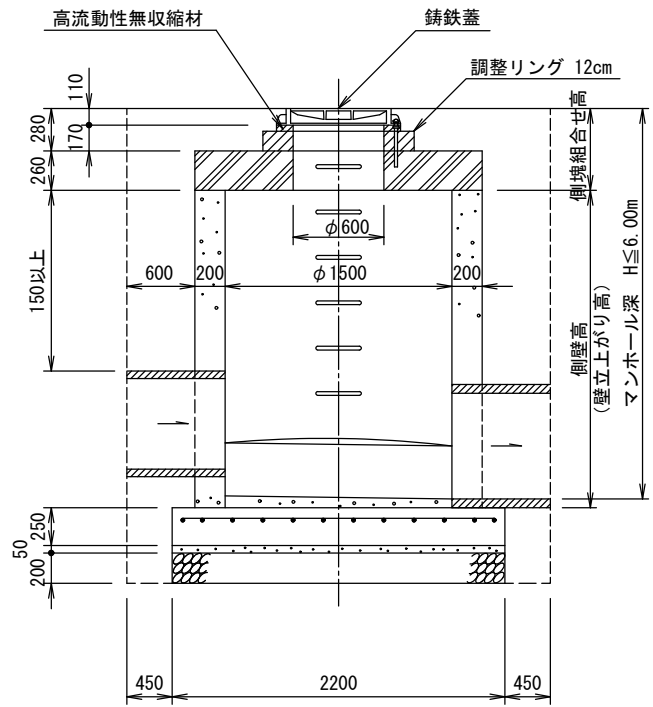 高流動性無収縮材
鋳鉄蓋
調整リング 12cm
110
280
170
260
側塊組合せ高
φ600
600
200
φ1500
200
150以上
側壁高
(壁立上がり高)
マンホール深 H≦6.00m
250
50
200
450
2200
450